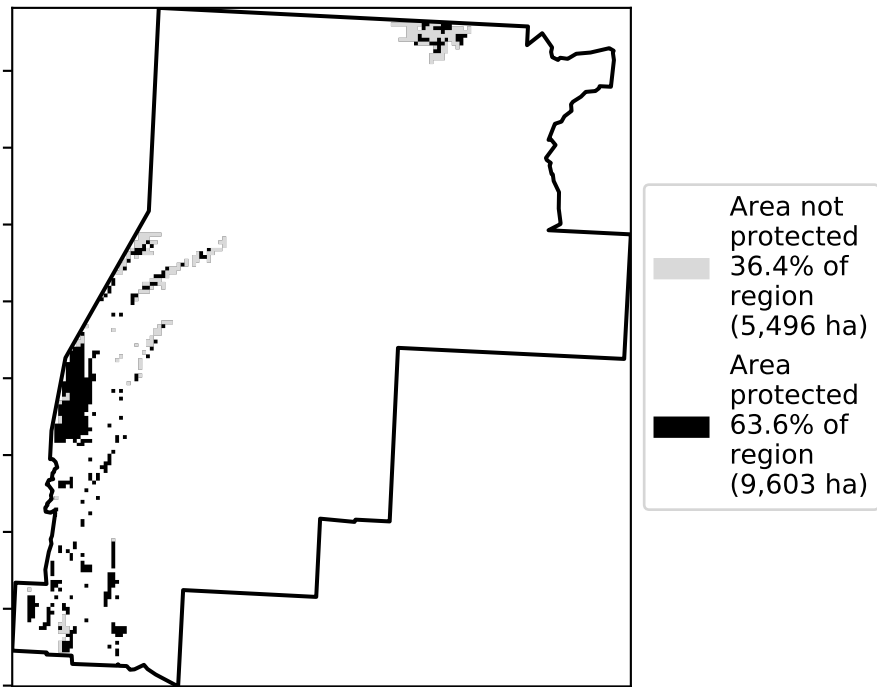 Area not
protected
36.4% of
region
(5,496 ha)
Area
protected
63.6% of
region
(9,603 ha)